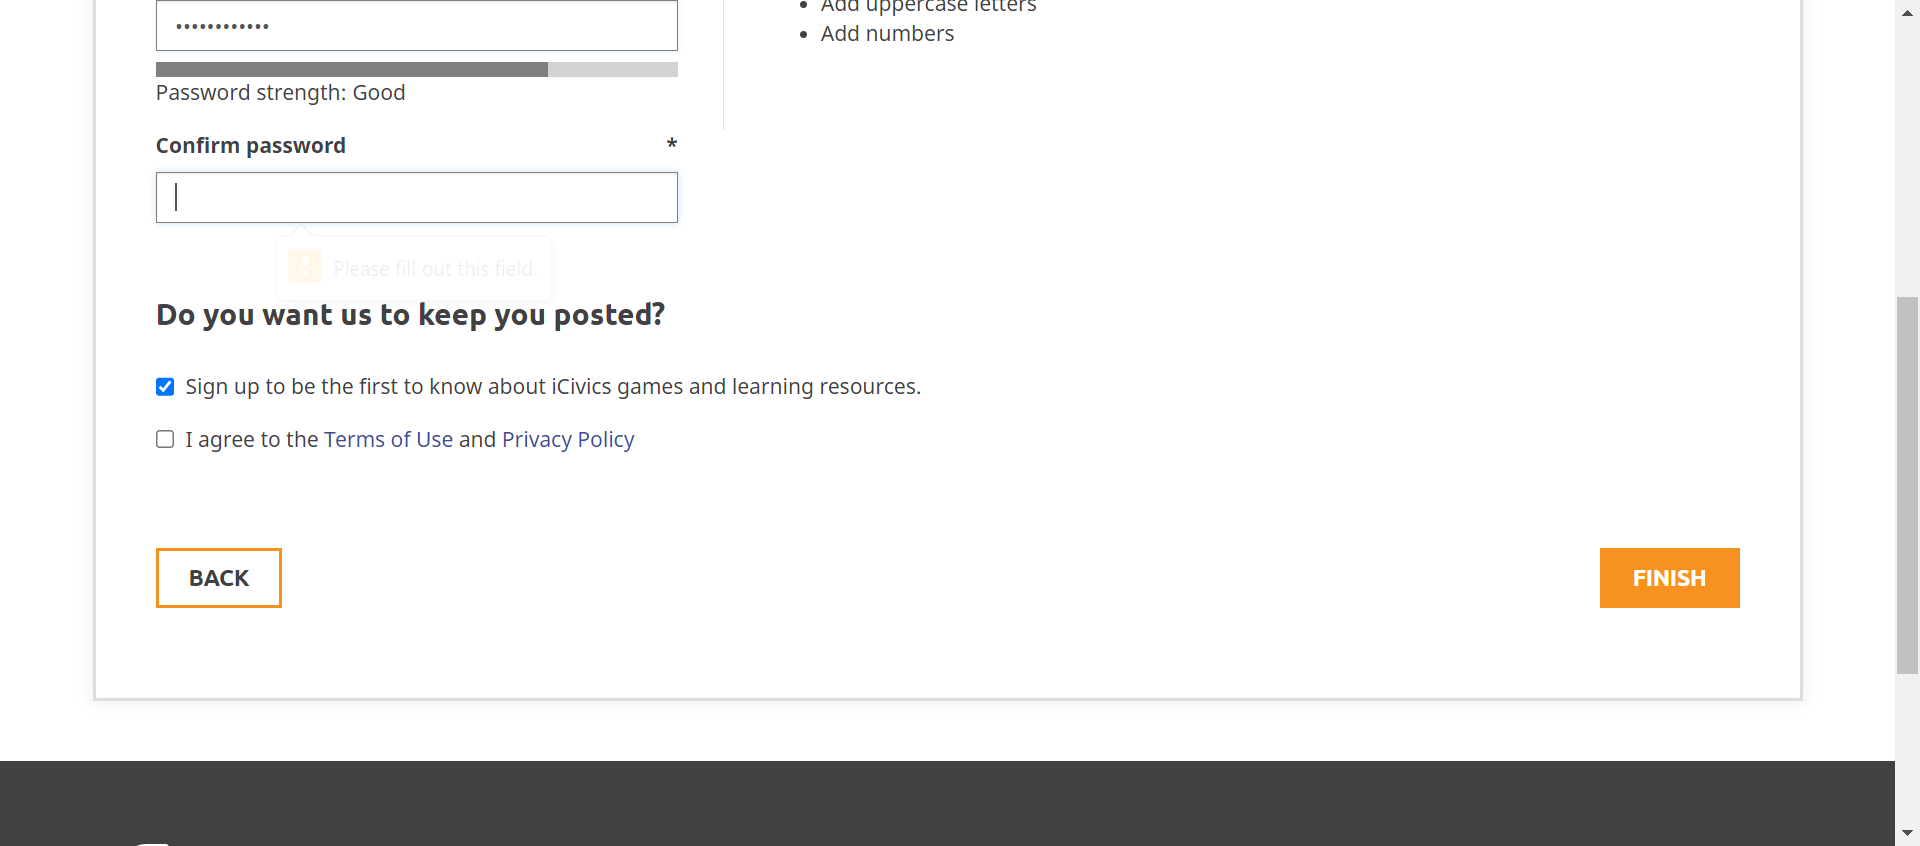 Add uppercase letters
Add numbers
••••••••••••
Password strength: Good
Confirm password *
Please fill out this field.
Do you want us to keep you posted?
Sign up to be the first to know about iCivics games and learning resources.
I agree to the Terms of Use and Privacy Policy
BACK
FINISH